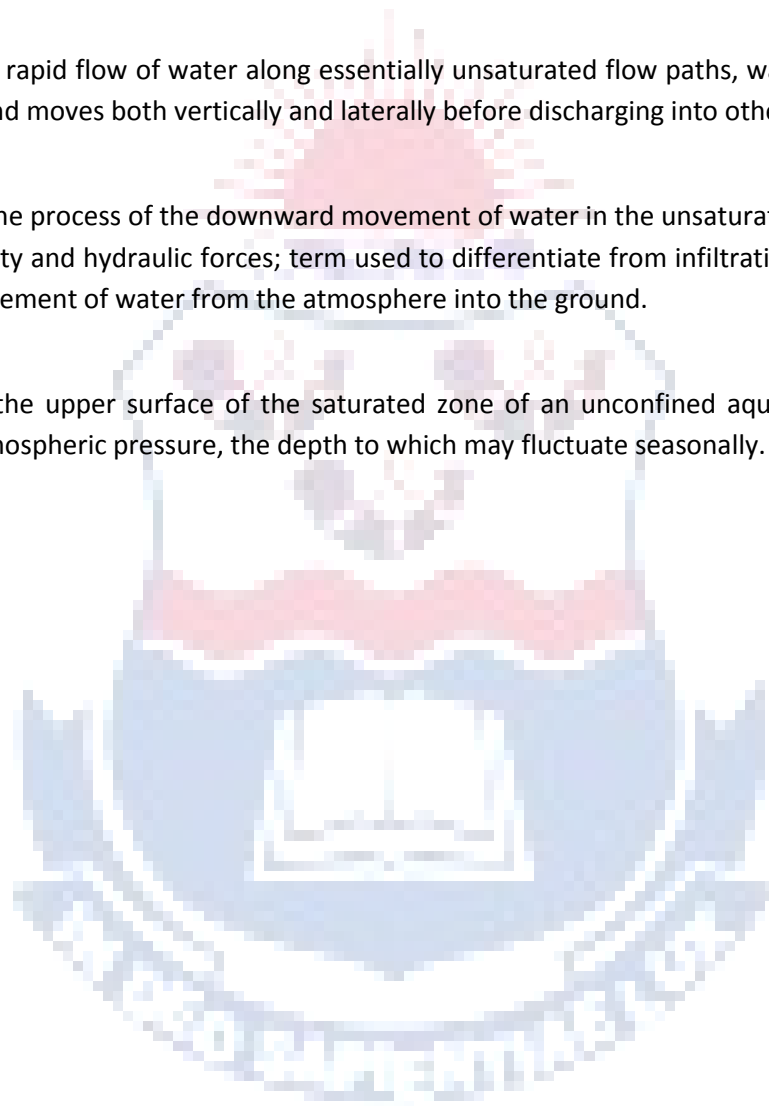 rapid flow of water along essentially unsaturated flow paths, wa
nd moves both vertically and laterally before discharging into othe
ne process of the downward movement of water in the unsaturat
ty and hydraulic forces; term used to differentiate from infiltrati
ement of water from the atmosphere into the ground.
the upper surface of the saturated zone of an unconfined aqu
nospheric pressure, the depth to which may fluctuate seasonally.